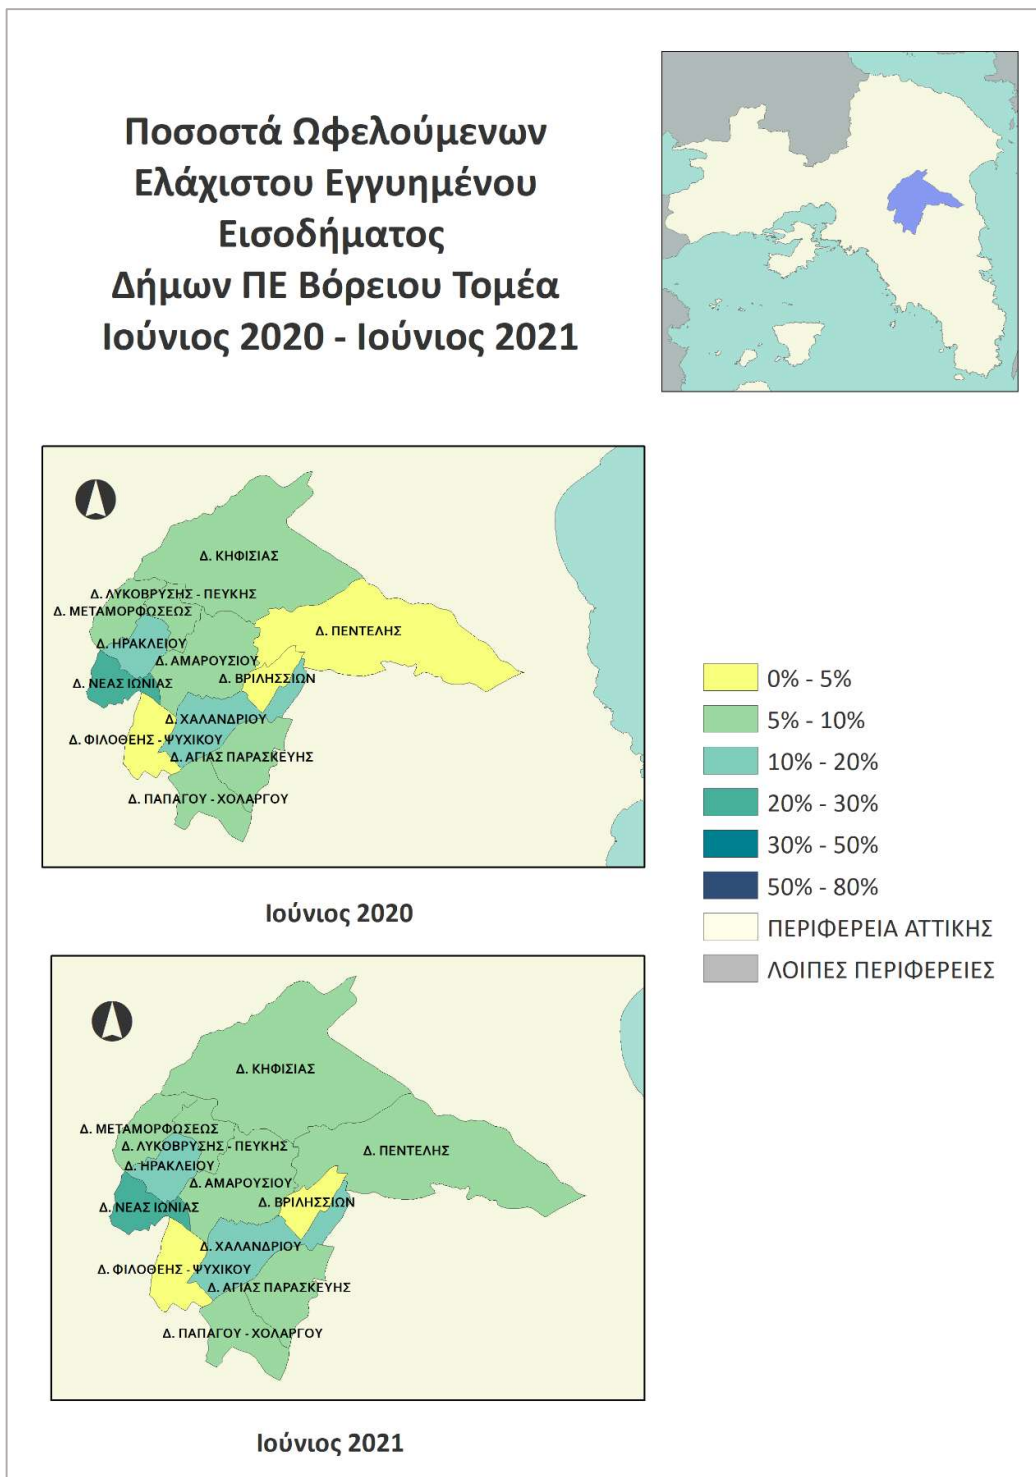 Ποσοστά Ωφελούμενων
Ελάχιστου Εγγυημένου
Εισοδήματος
Δήμων ΠΕ Βόρειου Τομέα
Ιούνιος 2020 - Ιούνιος 2021
Δ. ΚΗΦΙΣΙΑΣ
Δ. ΛΥΚΟΒΡΥΣΗΣ - ΠΕΥΚΗΣ
Δ. ΜΕΤΑΜΟΡΦΩΣΕΩΣ
Δ. ΠΕΝΤΕΛΗΣ
Δ. ΗΡΑΚΛΕΙΟΥ
Δ. ΑΜΑΡΟΥΣΙΟΥ
Δ. ΒΡΙΛΗΣΣΙΩΝ
Δ. ΝΕΑΣ ΙΩΝΙΑΣ
Δ. ΧΑΛΑΝΔΡΙΟΥ
Δ. ΦΙΛΟΘΕΗΣ - ΨΥΧΙΚΟΥ
Δ. ΑΓΙΑΣ ΠΑΡΑΣΚΕΥΗΣ
Δ. ΠΑΠΑΓΟΥ - ΧΟΛΑΡΓΟΥ
Ιούνιος 2020
0% - 5%
5% - 10%
10% - 20%
20% - 30%
30% - 50%
50% - 80%
ΠΕΡΙΦΕΡΕΙΑ ΑΤΤΙΚΗΣ
ΛΟΙΠΕΣ ΠΕΡΙΦΕΡΕΙΕΣ
Δ. ΚΗΦΙΣΙΑΣ
Δ. ΜΕΤΑΜΟΡΦΩΣΕΩΣ
Δ. ΛΥΚΟΒΡΥΣΗΣ - ΠΕΥΚΗΣ
Δ. ΠΕΝΤΕΛΗΣ
Δ. ΗΡΑΚΛΕΙΟΥ
Δ. ΑΜΑΡΟΥΣΙΟΥ
Δ. ΒΡΙΛΗΣΣΙΩΝ
Δ. ΝΕΑΣ ΙΩΝΙΑΣ
Δ. ΧΑΛΑΝΔΡΙΟΥ
Δ. ΦΙΛΟΘΕΗΣ - ΨΥΧΙΚΟΥ
Δ. ΑΓΙΑΣ ΠΑΡΑΣΚΕΥΗΣ
Δ. ΠΑΠΑΓΟΥ - ΧΟΛΑΡΓΟΥ
Ιούνιος 2021